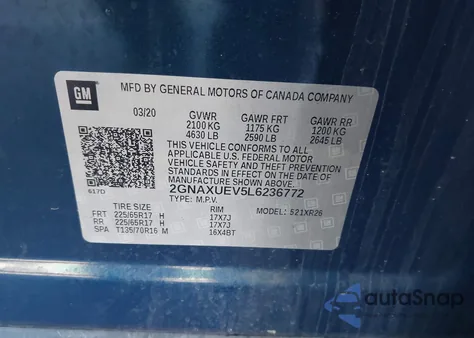 GM
MFD BY GENERAL MOTORS OF CANADA COMPANY
03/20 GVWR GAWR FRT GAWR RR
2100 KG 1175 KG 1200 KG
4630 LB 2590 LB 2645 LB
THIS VEHICLE CONFORMS TO ALL
APPLICABLE U.S. FEDERAL MOTOR
VEHICLE SAFETY AND THEFT PREVENTION
STANDARDS IN EFFECT ON THE DATE OF
MANUFACTURE SHOWN ABOVE.
617D 2GNAXUEV5L6236772
TYPE: M.P.V. MODEL: 521XR26
TIRE SIZE RIM
FRT 225/65R17 H 17X7J
RR 225/65R17 H 17X7J
SPA T135/70R16 M 16X4BT
autoSnap